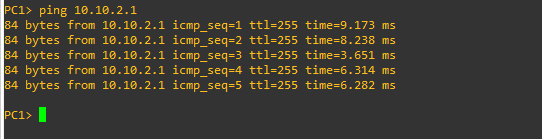 PC1> ping 10.10.2.1
84 bytes from 10.10.2.1 icmp_seq=1 ttl=255 time=9.173 ms
84 bytes from 10.10.2.1 icmp_seq=2 ttl=255 time=8.238 ms
84 bytes from 10.10.2.1 icmp_seq=3 ttl=255 time=3.651 ms
84 bytes from 10.10.2.1 icmp_seq=4 ttl=255 time=6.314 ms
84 bytes from 10.10.2.1 icmp_seq=5 ttl=255 time=6.282 ms
PC1>